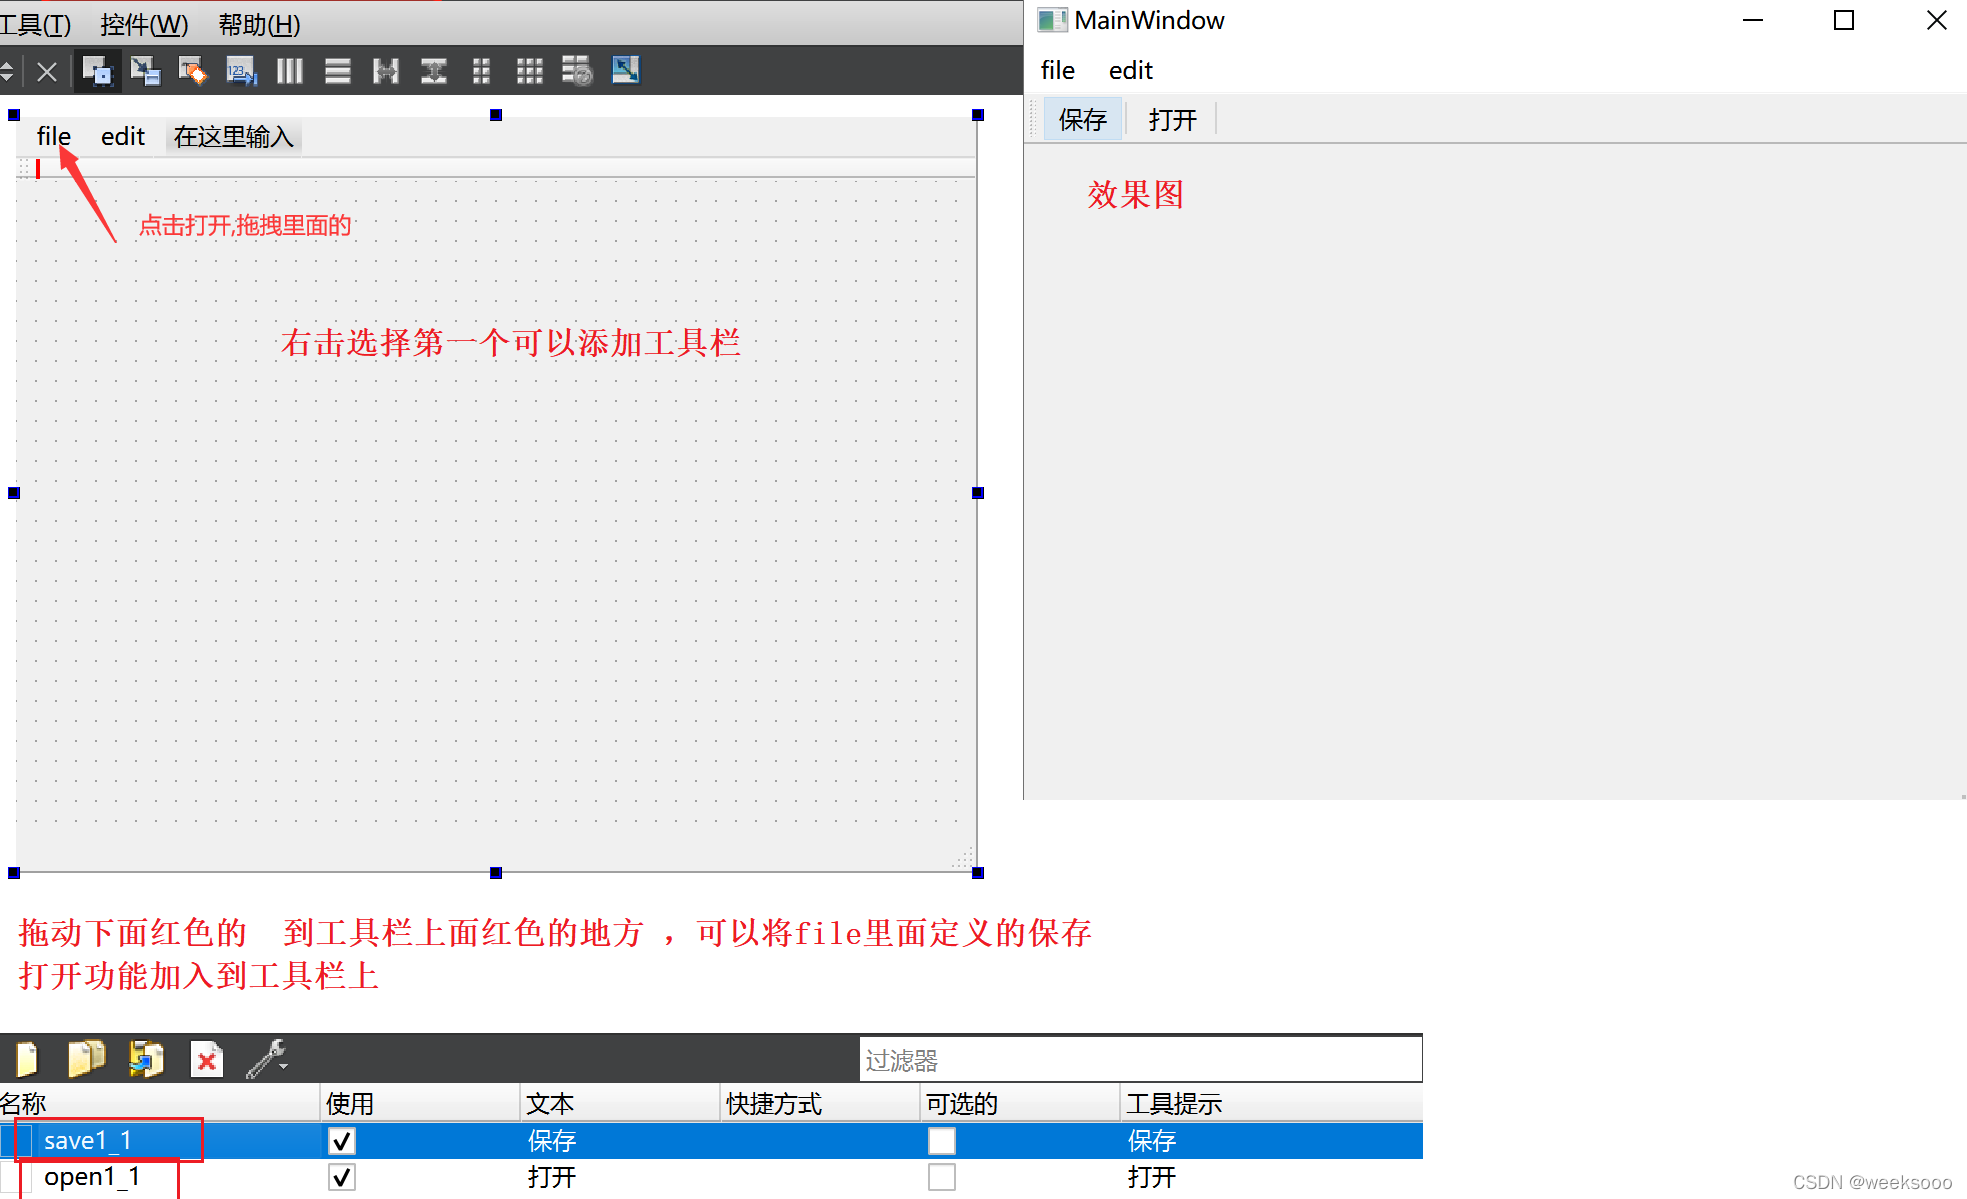 工具(T) 控件(W) 帮助(H)
MainWindow
file edit
保存 打开
file edit 在这里输入
效果图
点击打开,拖拽里面的
右击选择第一个可以添加工具栏
拖动下面红色的 到工具栏上面红色的地方 ，可以将file里面定义的保存
打开功能加入到工具栏上
过滤器
名称 使用 文本 快捷方式 可选的 工具提示
save1_1 保存 保存
open1_1 打开 打开
CSDN @weeksooo